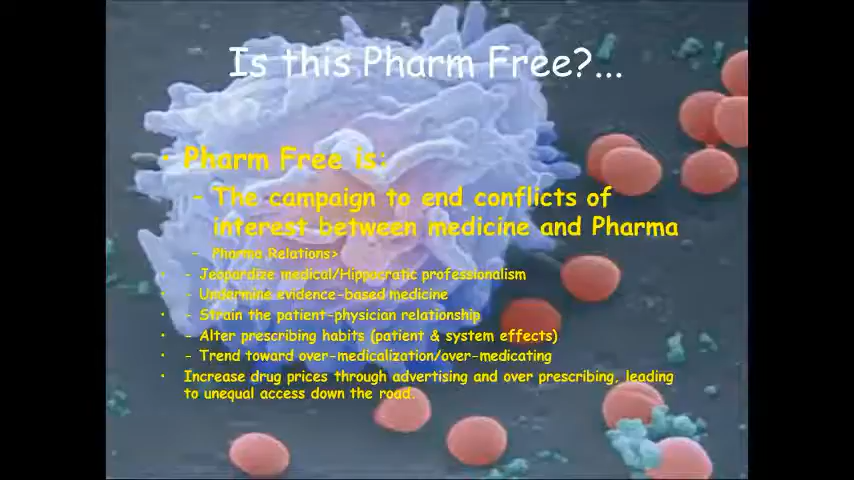 Is this Pharm Free?...
• Pharm Free is:
– The campaign to end conflicts of
interest between medicine and Pharma
– Pharma Relations>
• - Jeopardize medical/Hippocratic professionalism
• - Undermine evidence-based medicine
• - Strain the patient-physician relationship
• - Alter prescribing habits (patient & system effects)
• - Trend toward over-medicalization/over-medicating
• Increase drug prices through advertising and over prescribing, leading
to unequal access down the road.